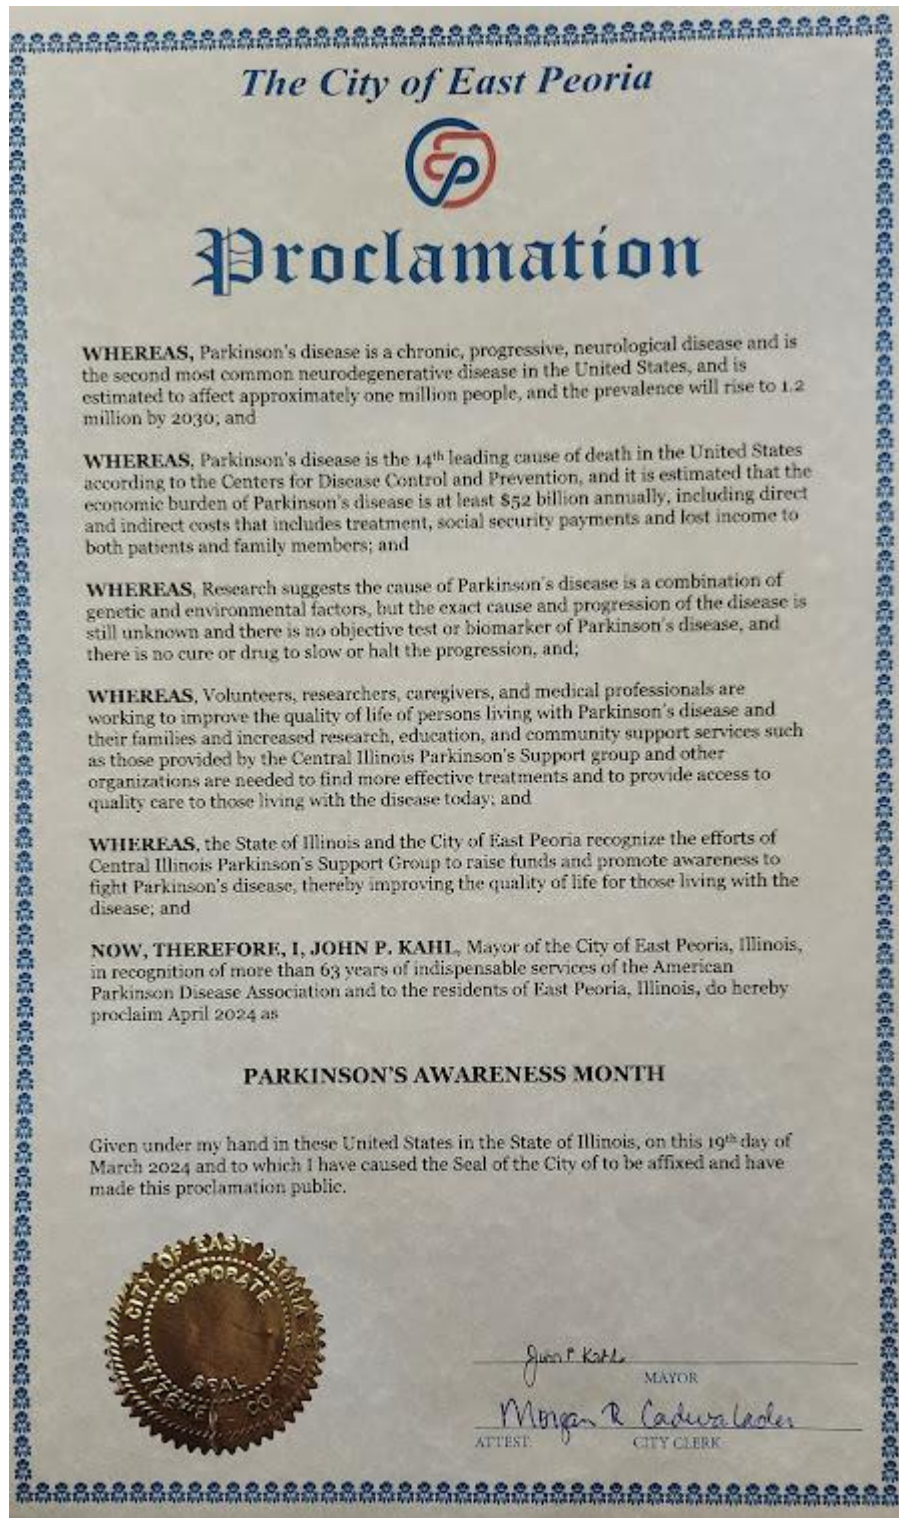 The City of East Peoria
EP
Proclamation
WHEREAS, Parkinson's disease is a chronic, progressive, neurological disease and is
the second most common neurodegenerative disease in the United States, and is
estimated to affect approximately one million people, and the prevalence will rise to 1.2
million by 2030; and
WHEREAS, Parkinson's disease is the 14th leading cause of death in the United States
according to the Centers for Disease Control and Prevention, and it is estimated that the
economic burden of Parkinson's disease is at least $52 billion annually, including direct
and indirect costs that includes treatment, social security payments and lost income to
both patients and family members; and
WHEREAS, Research suggests the cause of Parkinson's disease is a combination of
genetic and environmental factors, but the exact cause and progression of the disease is
still unknown and there is no objective test or biomarker of Parkinson's disease, and
there is no cure or drug to slow or halt the progression, and;
WHEREAS, Volunteers, researchers, caregivers, and medical professionals are
working to improve the quality of life of persons living with Parkinson's disease and
their families and increased research, education, and community support services such
as those provided by the Central Illinois Parkinson's Support group and other
organizations are needed to find more effective treatments and to provide access to
quality care to those living with the disease today; and
WHEREAS, the State of Illinois and the City of East Peoria recognize the efforts of
Central Illinois Parkinson's Support Group to raise funds and promote awareness to
fight Parkinson's disease, thereby improving the quality of life for those living with the
disease; and
NOW, THEREFORE, I, JOHN P. KAHL, Mayor of the City of East Peoria, Illinois,
in recognition of more than 63 years of indispensable services of the American
Parkinson Disease Association and to the residents of East Peoria, Illinois, do hereby
proclaim April 2024 as
PARKINSON'S AWARENESS MONTH
Given under my hand in these United States in the State of Illinois, on this 19th day of
March 2024 and to which I have caused the Seal of the City of to be affixed and have
made this proclamation public.
CITY OF EAST PEORIA
CORPORATE
SEAL
TAZEWELL CO. ILL.
John P. Kahl
MAYOR
Morgan R Cadwalader
ATTEST: CITY CLERK